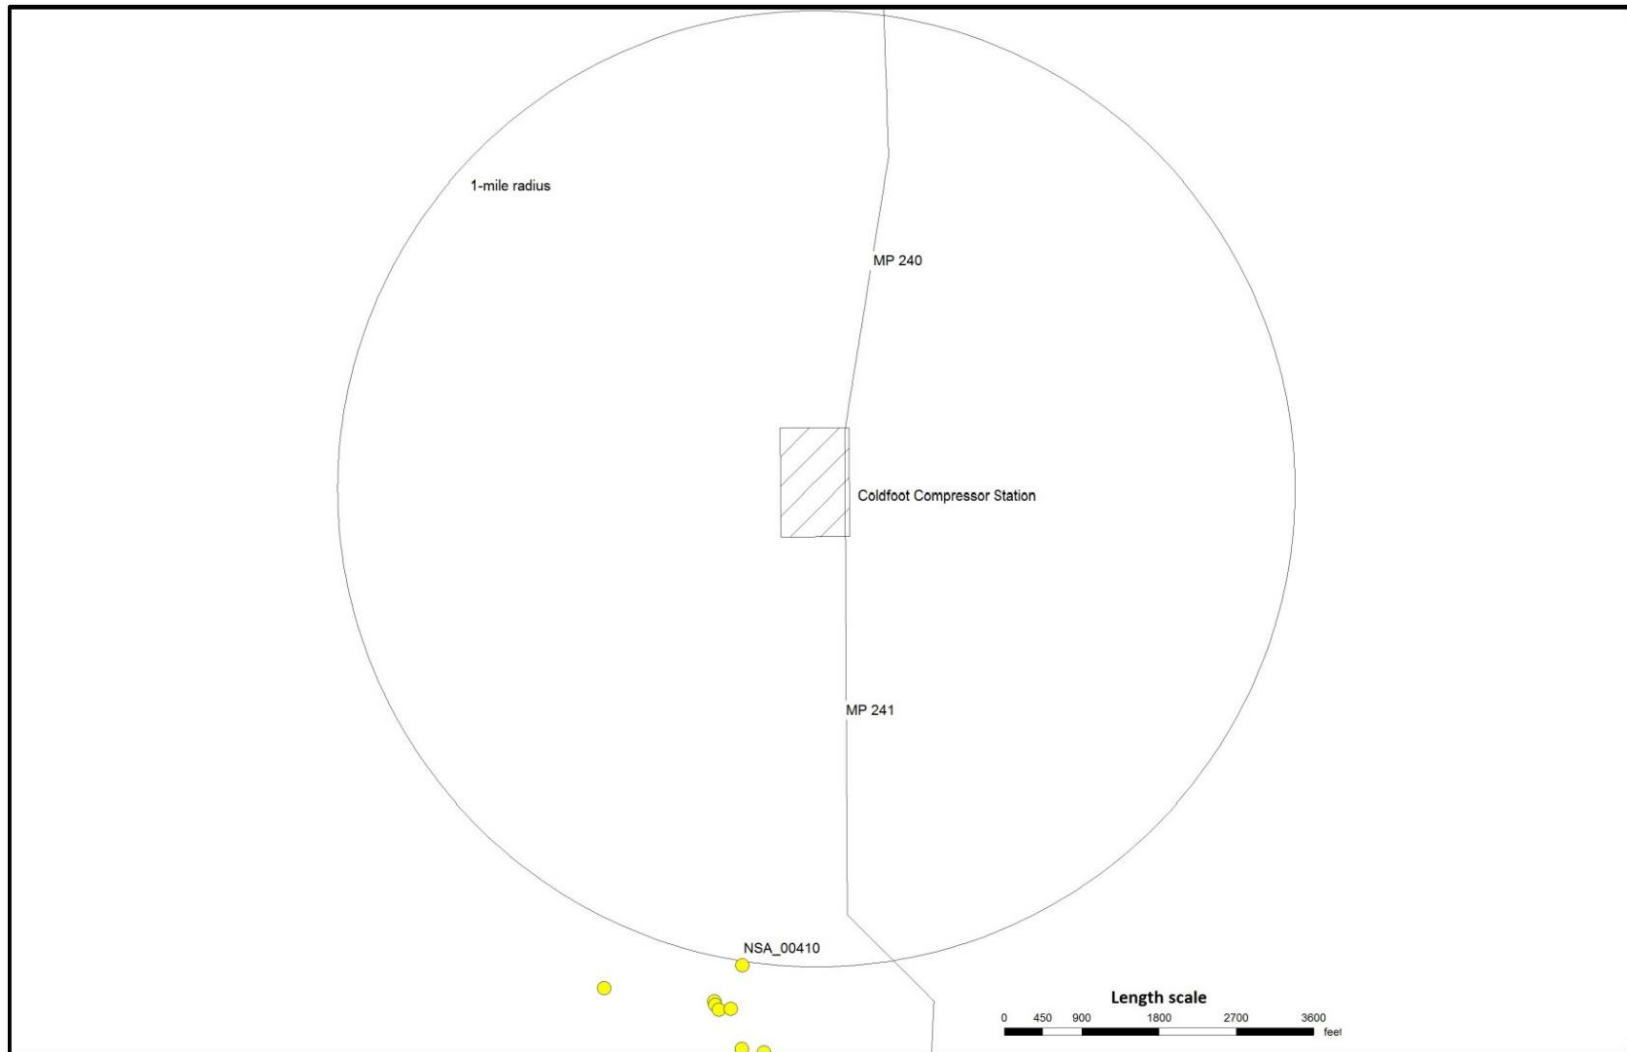 1-mile radius
MP 240
Coldfoot Compressor Station
MP 241
NSA_00410
Length scale
0 450 900 1800 2700 3600
feet